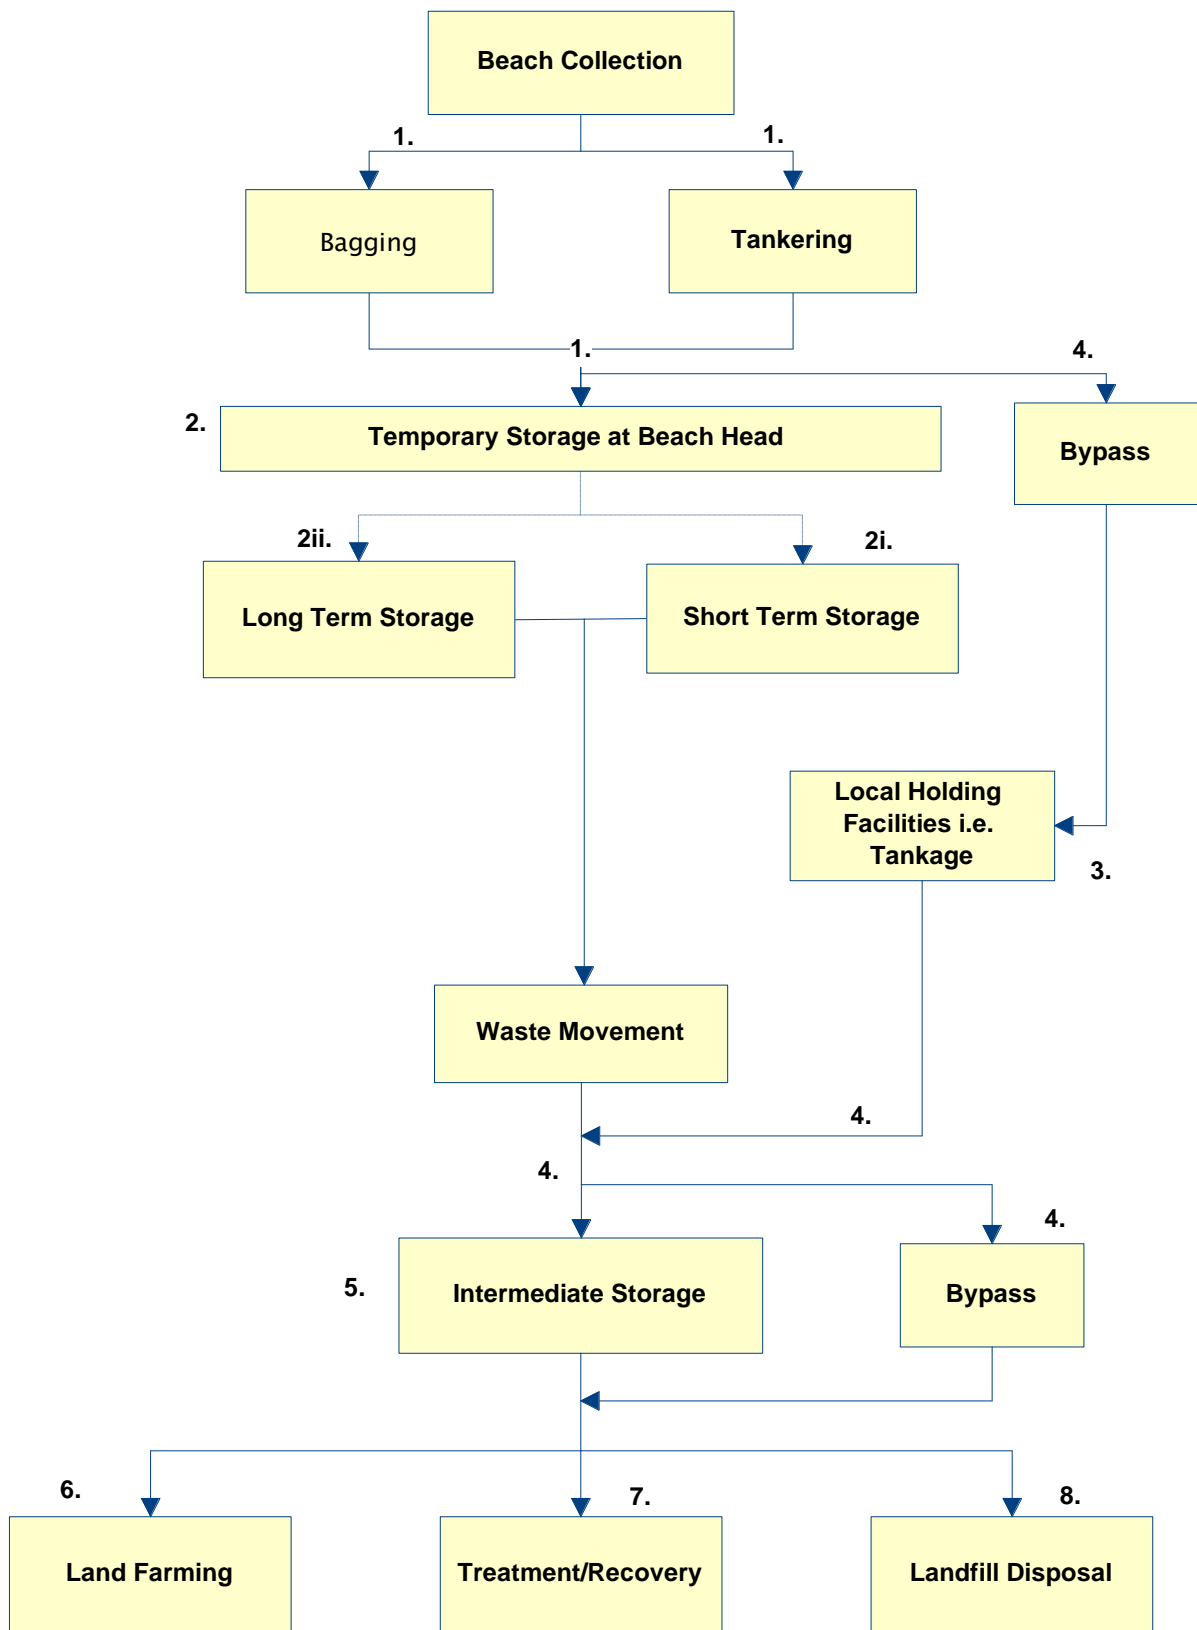 Beach Collection
1.
1.
Bagging
Tankering
1.
4.
2.
Temporary Storage at Beach Head
Bypass
2ii.
2i.
Long Term Storage
Short Term Storage
Local Holding
Facilities i.e.
Tankage
3.
Waste Movement
4.
4.
4.
5.
Intermediate Storage
Bypass
6.
7.
8.
Land Farming
Treatment/Recovery
Landfill Disposal